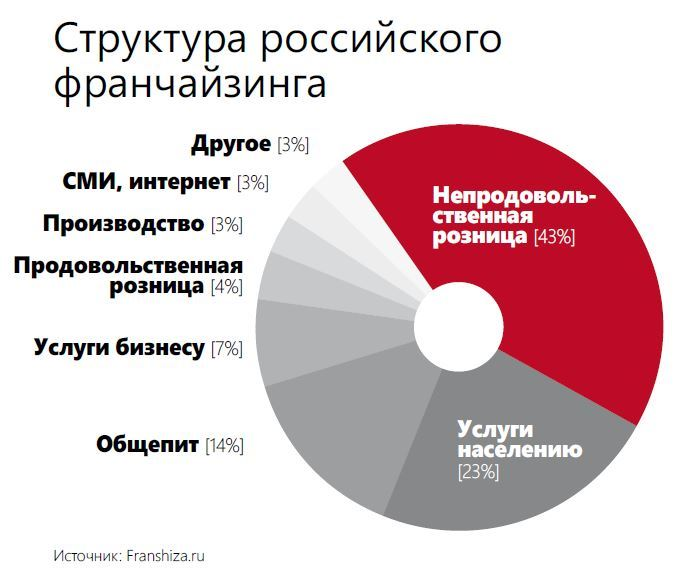 Структура российского
франчайзинга
Другое [3%]
СМИ, интернет [3%]
Производство [3%]
Продовольственная
розница [4%]
Услуги бизнесу [7%]
Общепит [14%]
Непродоволь-
ственная
розница [43%]
Услуги
населению
[23%]
Источник: Franshiza.ru